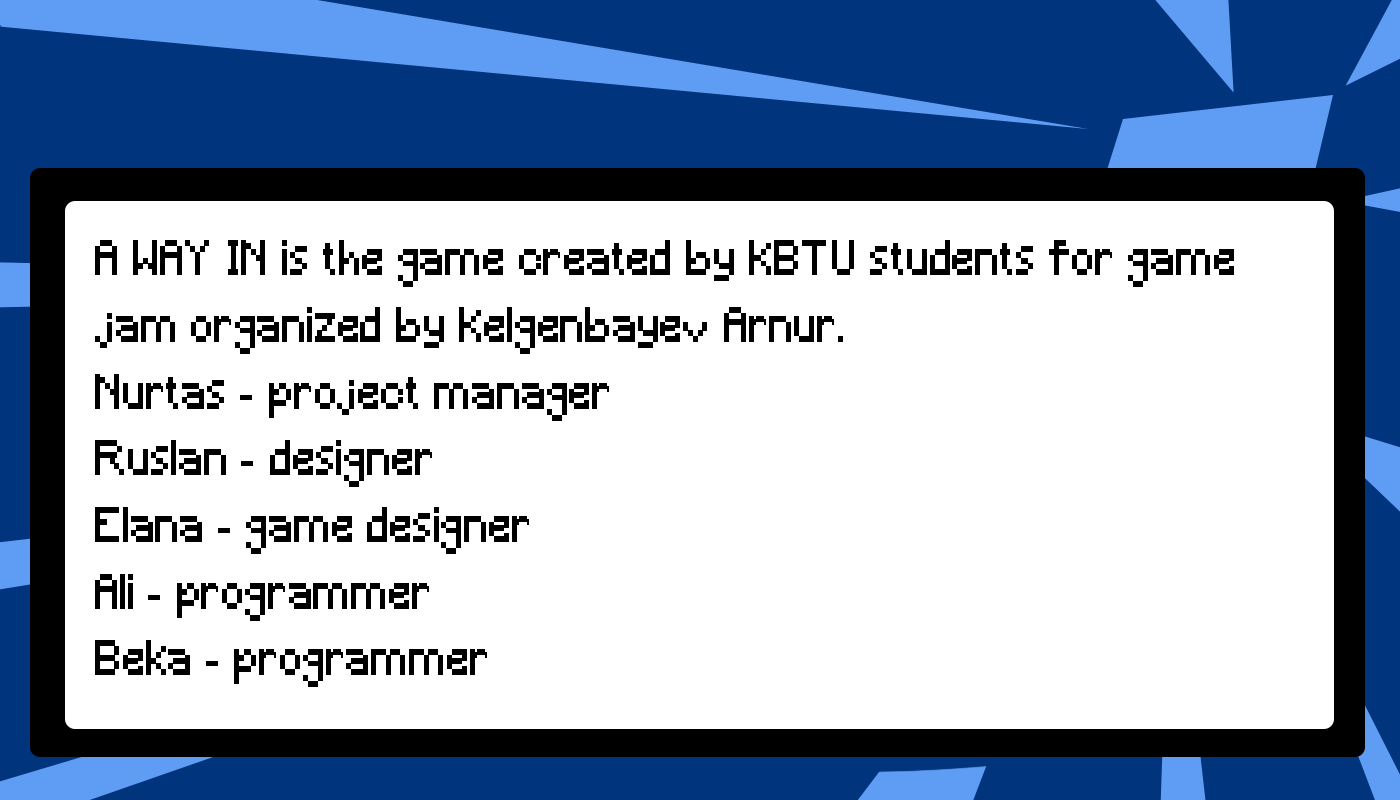 A WAY IN is the game created by KBTU students for game
jam organized by Kelgenbayev Arnur.
Nurtas - project manager
Ruslan - designer
Elana - game designer
Ali - programmer
Beka - programmer